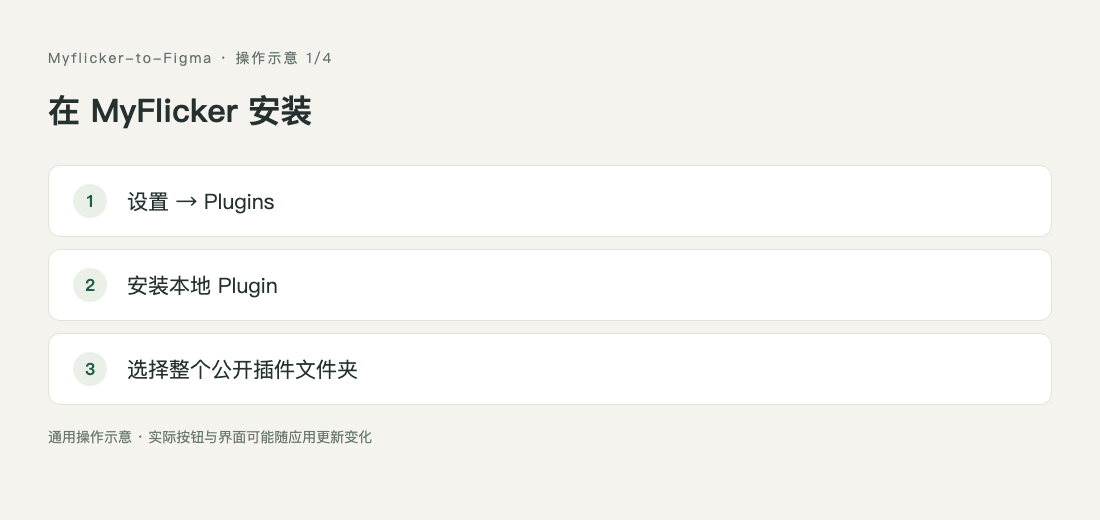 Myflicker-to-Figma · 操作示意 1/4
在 MyFlicker 安装
1 设置 → Plugins
2 安装本地 Plugin
3 选择整个公开插件文件夹
通用操作示意 · 实际按钮与界面可能随应用更新变化